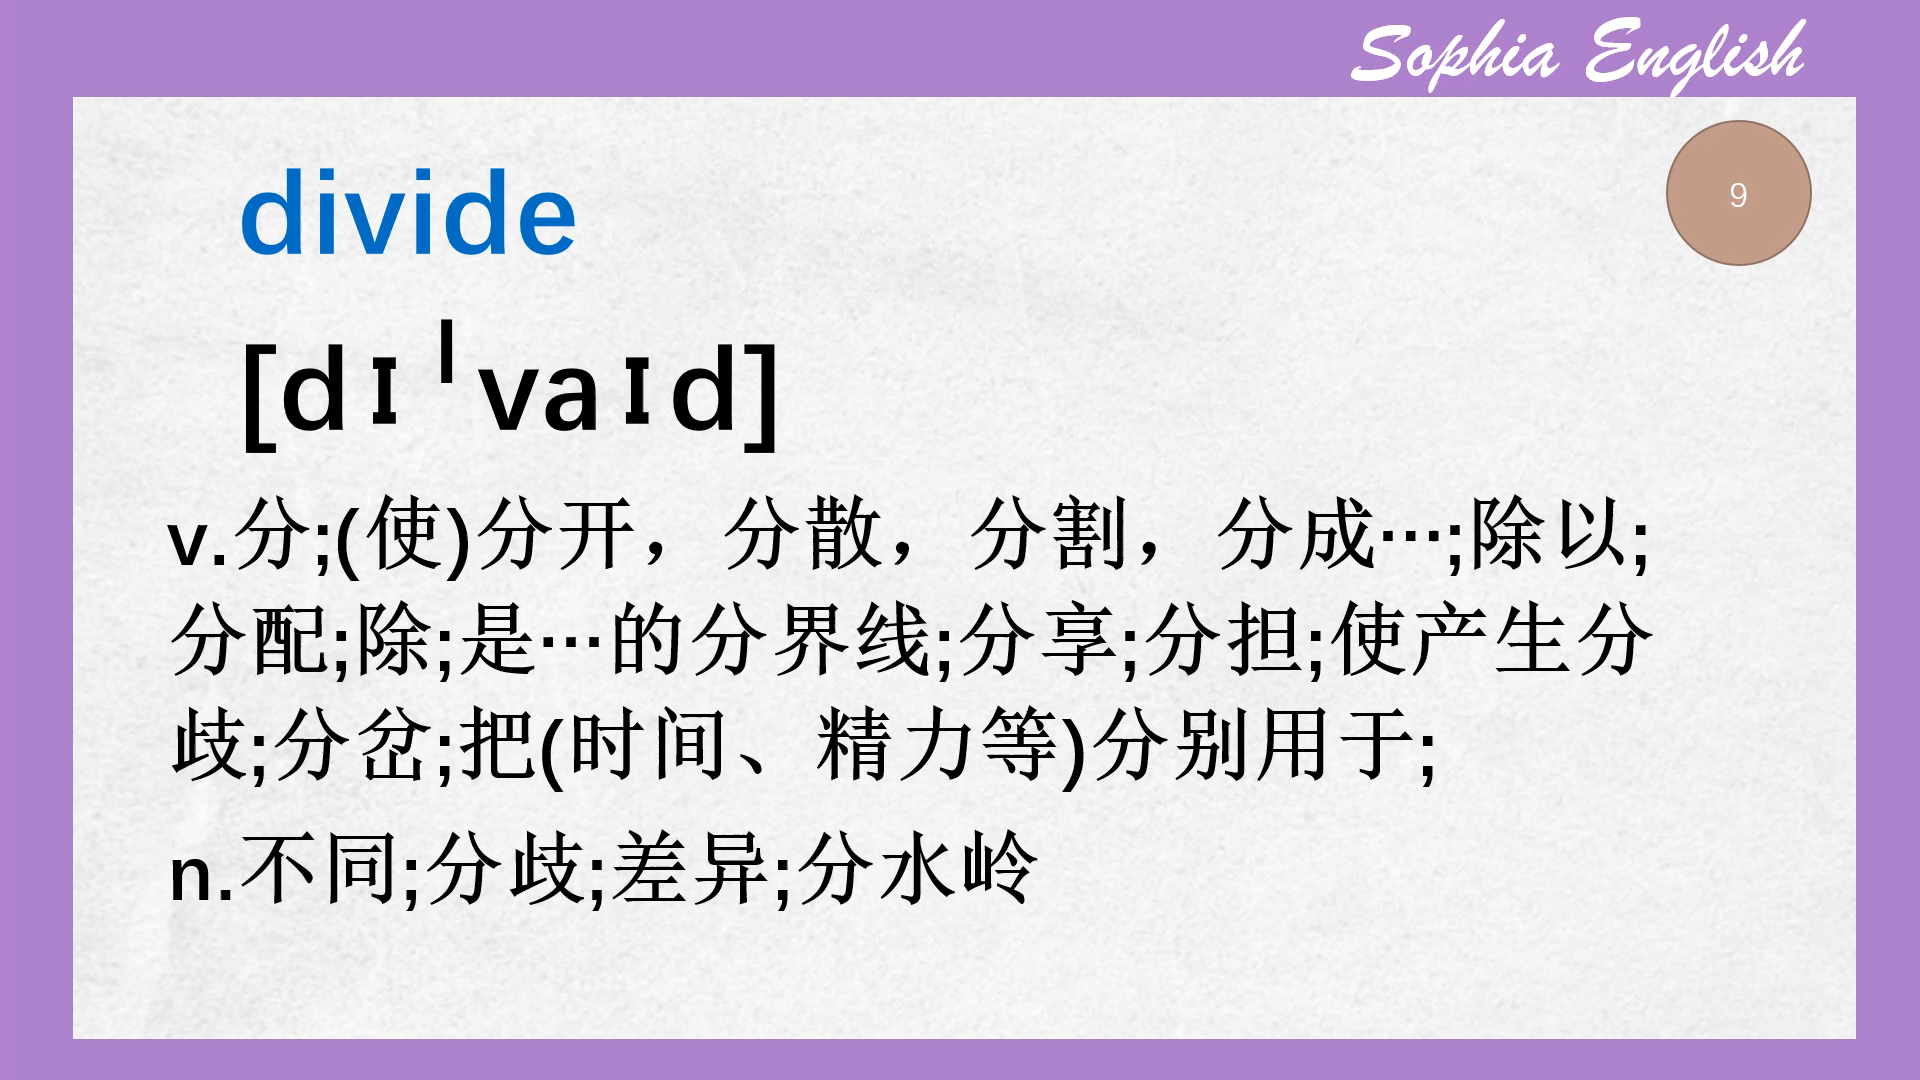 Sophia English
9
divide
[dɪˈvaɪd]
v.分;(使)分开，分散，分割，分成…;除以;
分配;除;是…的分界线;分享;分担;使产生分
歧;分岔;把(时间、精力等)分别用于;
n.不同;分歧;差异;分水岭